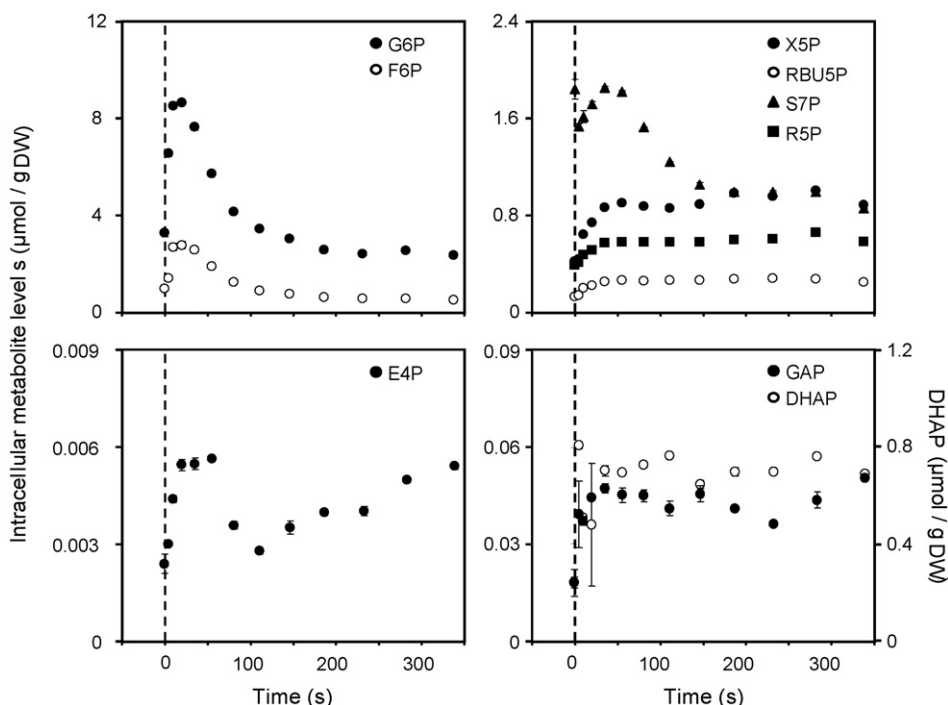 12
8
4
0
G6P
F6P
2.4
1.6
0.8
0
X5P
RBU5P
S7P
R5P
0.009
0.006
0.003
0
E4P
0
100
200
300
Time (s)
0.09
0.06
0.03
0
GAP
DHAP
1.2
0.8
0.4
0
0
100
200
300
Time (s)
Intracellular metabolite level s (μmol / gDW)
DHAP (μmol / g DW)